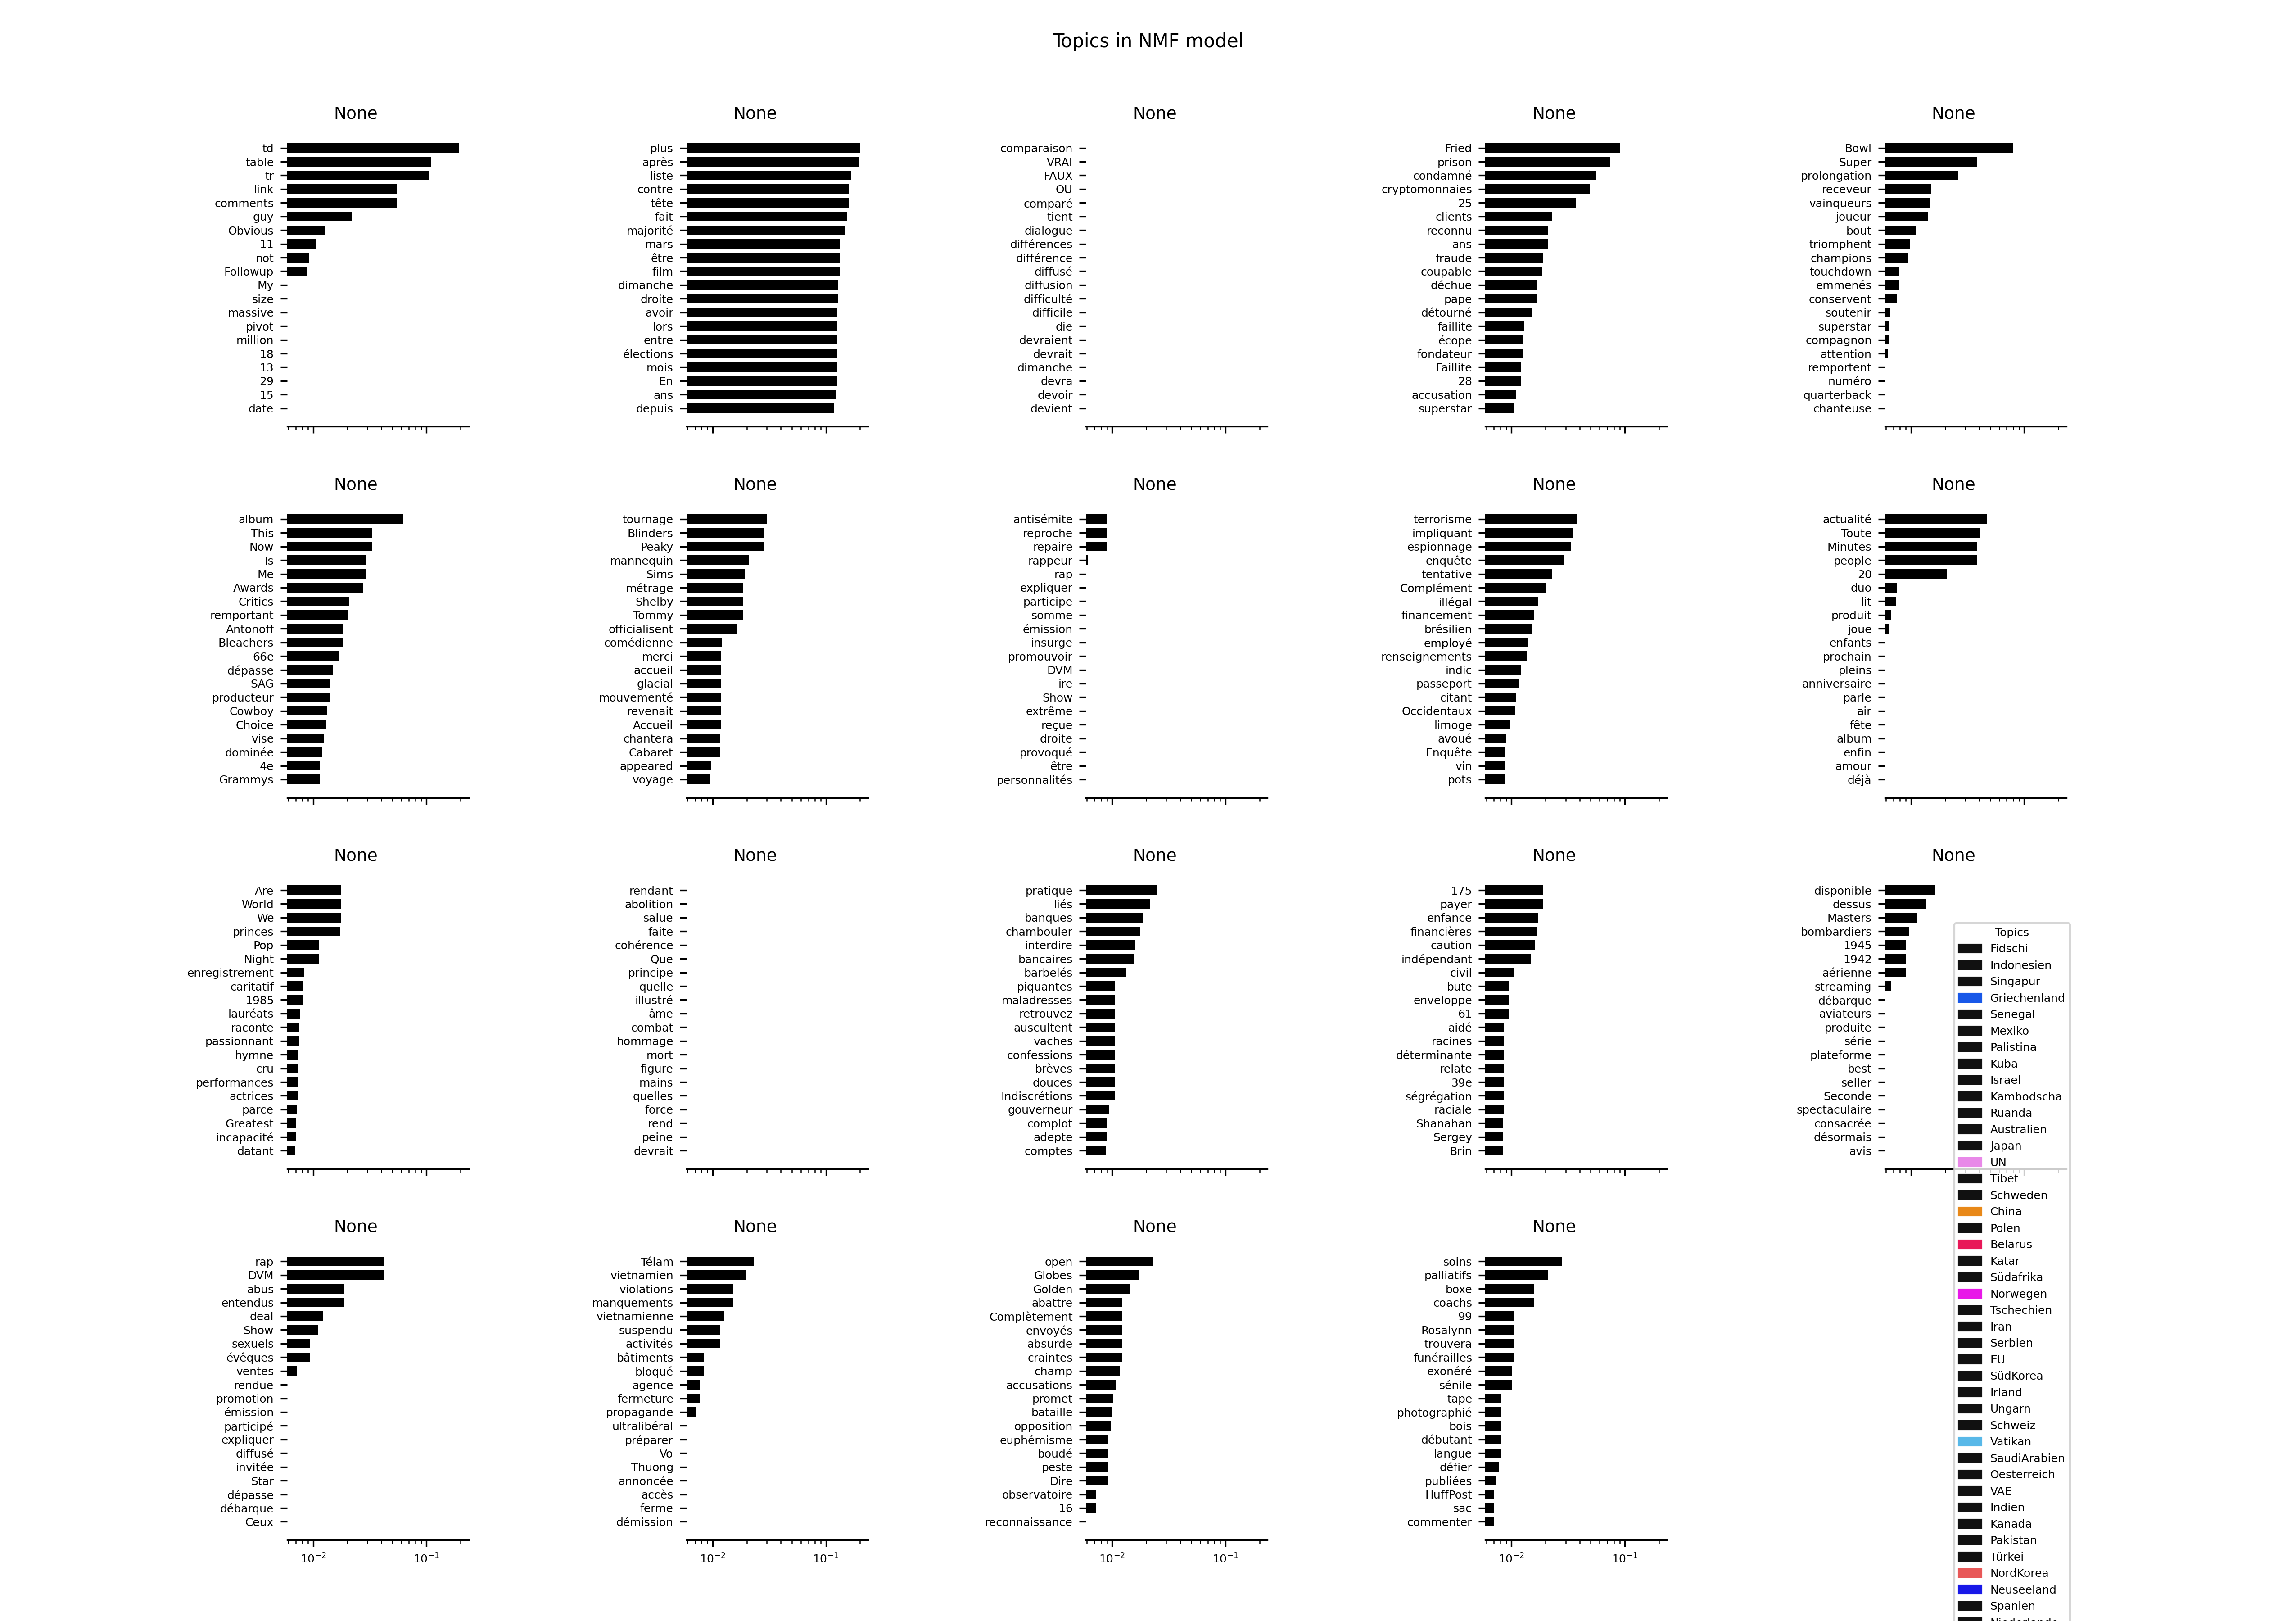 Topics in NMF model
None
td
table
tr
link
comments
guy
Obvious
11
not
Followup
My
size
massive
pivot
million
18
13
29
15
date
None
plus
après
liste
contre
tête
fait
majorité
mars
être
film
dimanche
droite
avoir
lors
entre
élections
mois
En
ans
depuis
None
comparaison
VRAI
FAUX
OU
comparé
tient
dialogue
différences
différence
diffusé
diffusion
difficulté
difficile
die
devraient
devrait
dimanche
devra
devoir
devient
None
Fried
prison
condamné
cryptomonnaies
25
clients
reconnu
ans
fraude
coupable
déchue
pape
détourné
faillite
écope
fondateur
Faillite
28
accusation
superstar
None
Bowl
Super
prolongation
receveur
vainqueurs
joueur
bout
triomphent
champions
touchdown
emmenés
conservent
soutenir
superstar
compagnon
attention
remportent
numéro
quarterback
chanteuse
None
album
This
Now
Is
Me
Awards
Critics
remportant
Antonoff
Bleachers
66e
dépasse
SAG
producteur
Cowboy
Choice
vise
dominée
4e
Grammys
None
tournage
Blinders
Peaky
mannequin
Sims
métrage
Shelby
Tommy
officialisent
comédienne
merci
accueil
glacial
mouvementé
revenait
Accueil
chantera
Cabaret
appeared
voyage
None
antisémite
reproche
repaire
rappeur
rap
expliquer
participe
somme
émission
insurge
promouvoir
DVM
ire
Show
extrême
reçue
droite
provoqué
être
personnalités
None
terrorisme
impliquant
espionnage
enquête
tentative
Complément
illégal
financement
brésilien
employé
renseignements
indic
passeport
citant
Occidentaux
limoge
avoué
Enquête
vin
pots
None
actualité
Toute
Minutes
people
20
duo
lit
produit
joue
enfants
prochain
pleins
anniversaire
parle
air
fête
album
enfin
amour
déjà
None
Are
World
We
princes
Pop
Night
enregistrement
caritatif
1985
lauréats
raconte
passionnant
hymne
cru
performances
actrices
parce
Greatest
incapacité
datant
None
rendant
abolition
salue
faite
cohérence
Que
principe
quelle
illustré
âme
combat
hommage
mort
figure
mains
quelles
force
rend
peine
devrait
None
pratique
liés
banques
chambouler
interdire
bancaires
barbelés
piquantes
maladresses
retrouvez
auscultent
vaches
confessions
brèves
douces
Indiscrétions
gouverneur
complot
adepte
comptes
None
175
payer
enfance
financières
caution
indépendant
civil
bute
enveloppe
61
aidé
racines
déterminante
relate
39e
ségrégation
raciale
Shanahan
Sergey
Brin
None
disponible
dessus
Masters
bombardiers
1945
1942
aérienne
streaming
débarque
aviateurs
produite
série
plateforme
best
seller
Seconde
spectaculaire
consacrée
désormais
avis
None
rap
DVM
abus
entendus
deal
Show
sexuels
évêques
ventes
rendue
promotion
émission
participé
expliquer
diffusé
invitée
Star
dépasse
débarque
Ceux
10⁻² 10⁻¹
None
Télam
vietnamien
violations
manquements
vietnamienne
suspendu
activités
bâtiments
bloqué
agence
fermeture
propagande
ultralibéral
préparer
Vo
Thuong
annoncée
accès
ferme
démission
10⁻² 10⁻¹
None
open
Globes
Golden
abattre
Complètement
envoyés
absurde
craintes
champ
accusations
promet
bataille
opposition
euphémisme
boudé
peste
Dire
observatoire
16
reconnaissance
10⁻² 10⁻¹
None
soins
palliatifs
boxe
coachs
99
Rosalynn
trouvera
funérailles
exonéré
sénile
tape
photographié
bois
débutant
langue
défier
publiées
HuffPost
sac
commenter
10⁻² 10⁻¹
Topics
Fidschi
Indonesien
Singapur
Griechenland
Senegal
Mexiko
Palistina
Kuba
Israel
Kambodscha
Ruanda
Australien
Japan
UN
Tibet
Schweden
China
Polen
Belarus
Katar
Südafrika
Norwegen
Tschechien
Iran
Serbien
EU
SüdKorea
Irland
Ungarn
Schweiz
Vatikan
SaudiArabien
Oesterreich
VAE
Indien
Kanada
Pakistan
Türkei
NordKorea
Neuseeland
Spanien